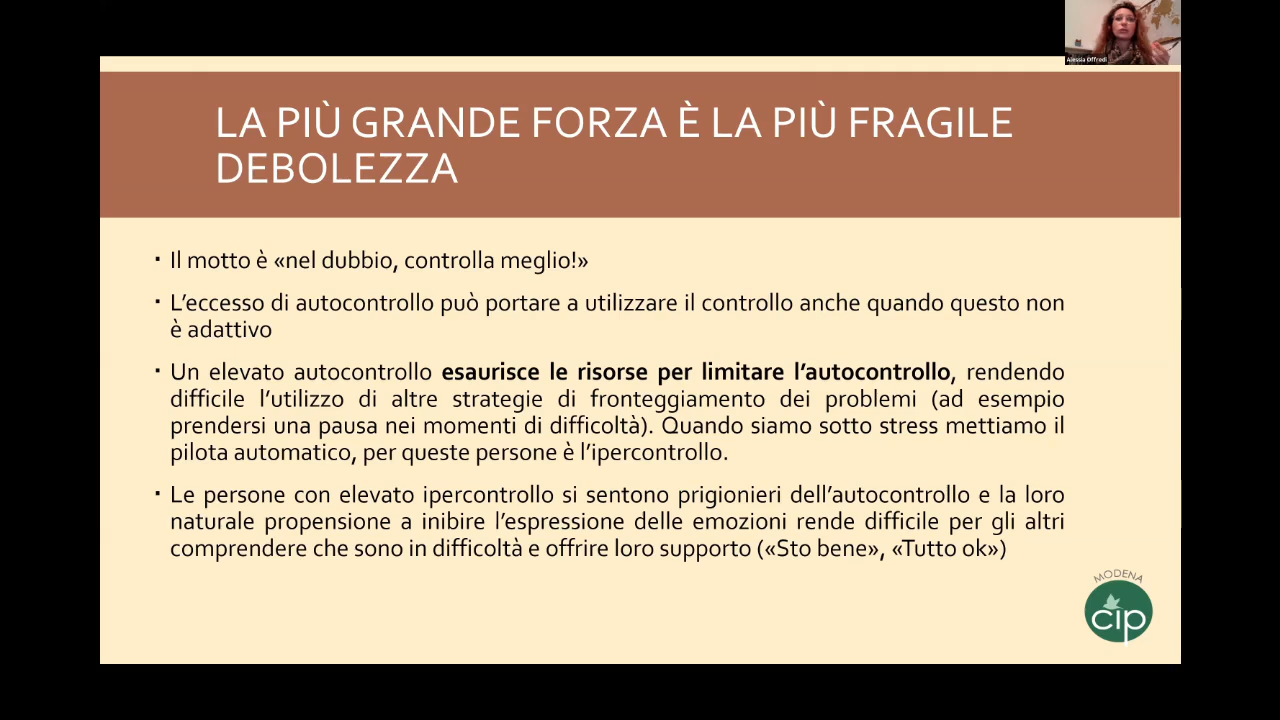 Alessia Offredi
LA PIÙ GRANDE FORZA È LA PIÙ FRAGILE
DEBOLEZZA
▪ Il motto è «nel dubbio, controlla meglio!»
▪ L’eccesso di autocontrollo può portare a utilizzare il controllo anche quando questo non
è adattivo
▪ Un elevato autocontrollo esaurisce le risorse per limitare l’autocontrollo, rendendo
difficile l’utilizzo di altre strategie di fronteggiamento dei problemi (ad esempio
prendersi una pausa nei momenti di difficoltà). Quando siamo sotto stress mettiamo il
pilota automatico, per queste persone è l’ipercontrollo.
▪ Le persone con elevato ipercontrollo si sentono prigionieri dell’autocontrollo e la loro
naturale propensione a inibire l’espressione delle emozioni rende difficile per gli altri
comprendere che sono in difficoltà e offrire loro supporto («Sto bene», «Tutto ok»)
MODENA
cip